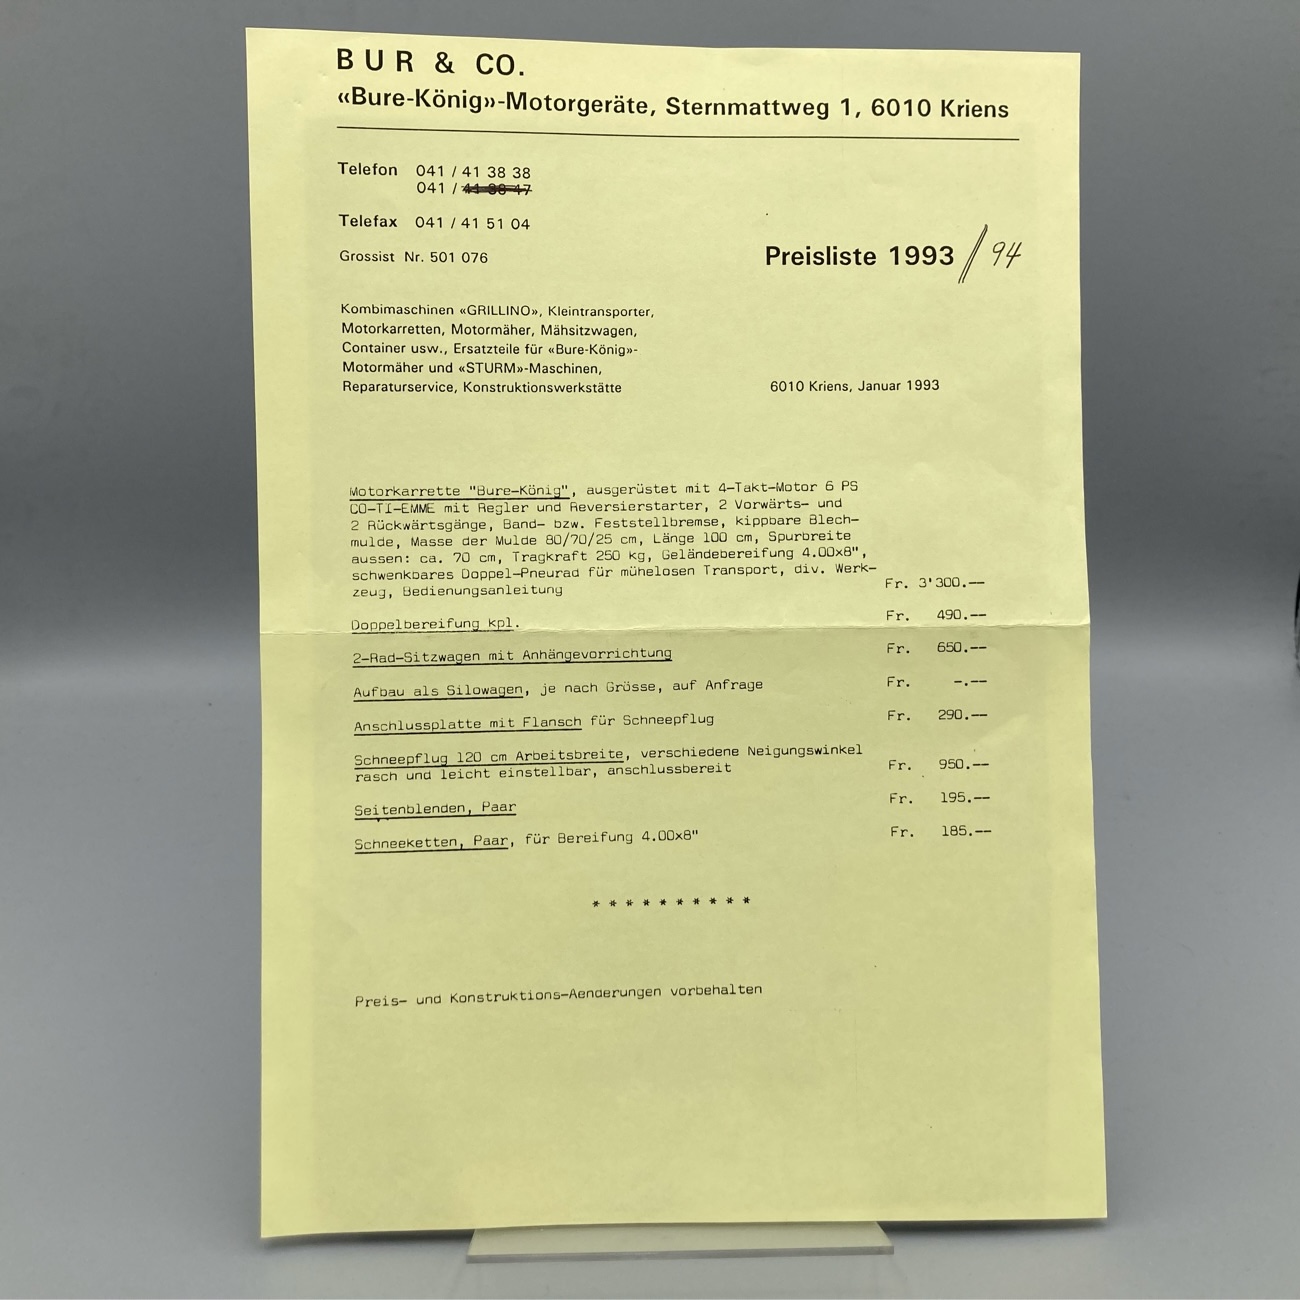 BUR & CO.
«Bure-König»-Motorgeräte, Sternmattweg 1, 6010 Kriens
Telefon 041 / 41 38 38
041 / 41 38 47
Telefax 041 / 41 51 04
Grossist Nr. 501 076
Preisliste 1993 // 94
Kombimaschinen «GRILLINO», Kleintransporter,
Motorkarretten, Motormäher, Mähsitzwagen,
Container usw., Ersatzteile für «Bure-König»-
Motormäher und «STURM»-Maschinen,
Reparaturservice, Konstruktionswerkstätte
6010 Kriens, Januar 1993
Motorkarrette "Bure-König", ausgerüstet mit 4-Takt-Motor 6 PS
CO-TI-EMME mit Regler und Reversierstarter, 2 Vorwärts- und
2 Rückwärtsgänge, Band- bzw. Feststellbremse, kippbare Blech-
mulde, Masse der Mulde 80/70/25 cm, Länge 100 cm, Spurbreite
aussen: ca. 70 cm, Tragkraft 250 kg, Geländebereifung 4.00x8",
schwenkbares Doppel-Pneurad für mühelosen Transport, div. Werk-
zeug, Bedienungsanleitung Fr. 3'300.--
Doppelbereifung kpl. Fr. 490.--
2-Rad-Sitzwagen mit Anhängevorrichtung Fr. 650.--
Aufbau als Silowagen, je nach Grösse, auf Anfrage Fr. -.--
Anschlussplatte mit Flansch für Schneepflug Fr. 290.--
Schneepflug 120 cm Arbeitsbreite, verschiedene Neigungswinkel
rasch und leicht einstellbar, anschlussbereit Fr. 950.--
Seitenblenden, Paar Fr. 195.--
Schneeketten, Paar, für Bereifung 4.00x8" Fr. 185.--
* * * * * * * * * *
Preis- und Konstruktions-Aenderungen vorbehalten